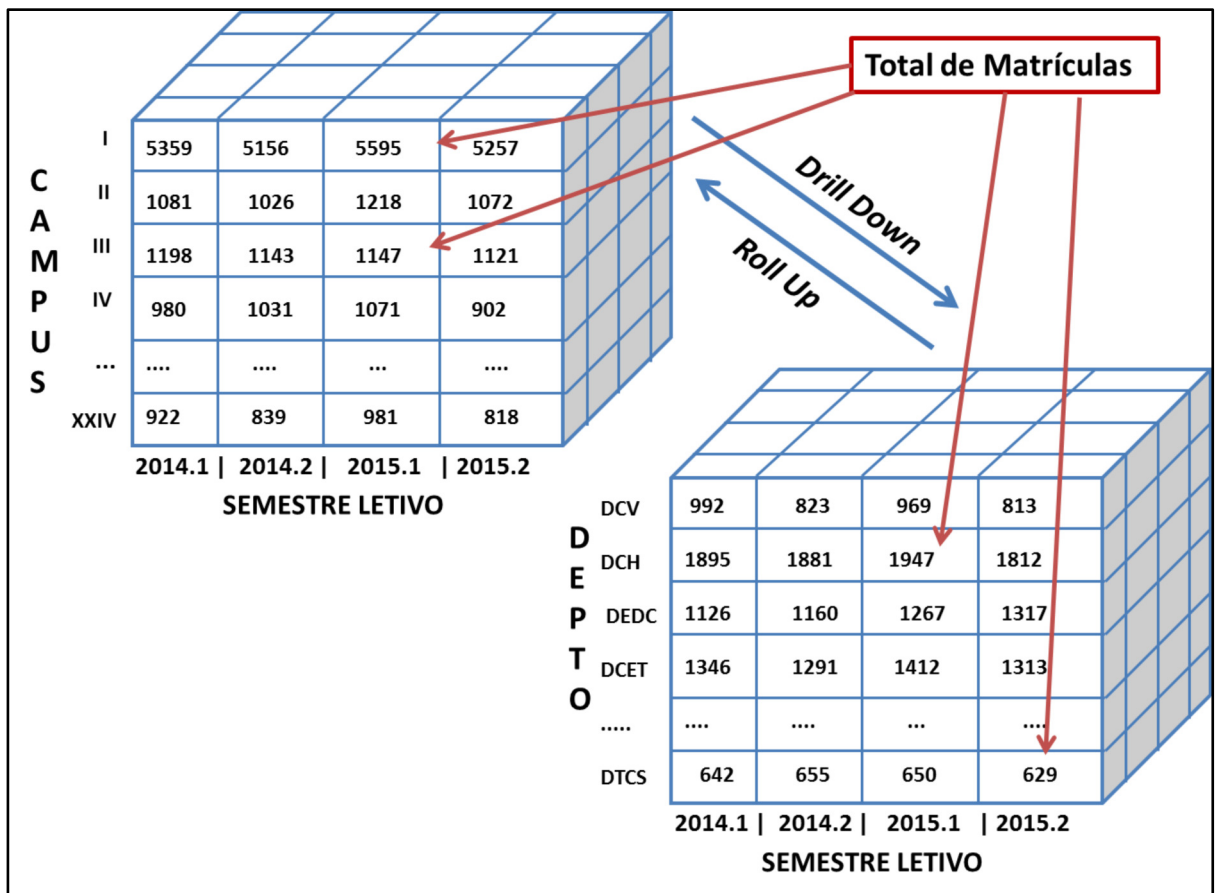 Total de Matrículas
CAMPUS
I 5359 5156 5595 5257
II 1081 1026 1218 1072
III 1198 1143 1147 1121
IV 980 1031 1071 902
... .... .... ... ....
XXIV 922 839 981 818
2014.1 | 2014.2 | 2015.1 | 2015.2
SEMESTRE LETIVO
Drill Down
Roll Up
DEPTO
DCV 992 823 969 813
DCH 1895 1881 1947 1812
DEDC 1126 1160 1267 1317
DCET 1346 1291 1412 1313
..... .... .... ... ....
DTCS 642 655 650 629
2014.1 | 2014.2 | 2015.1 | 2015.2
SEMESTRE LETIVO